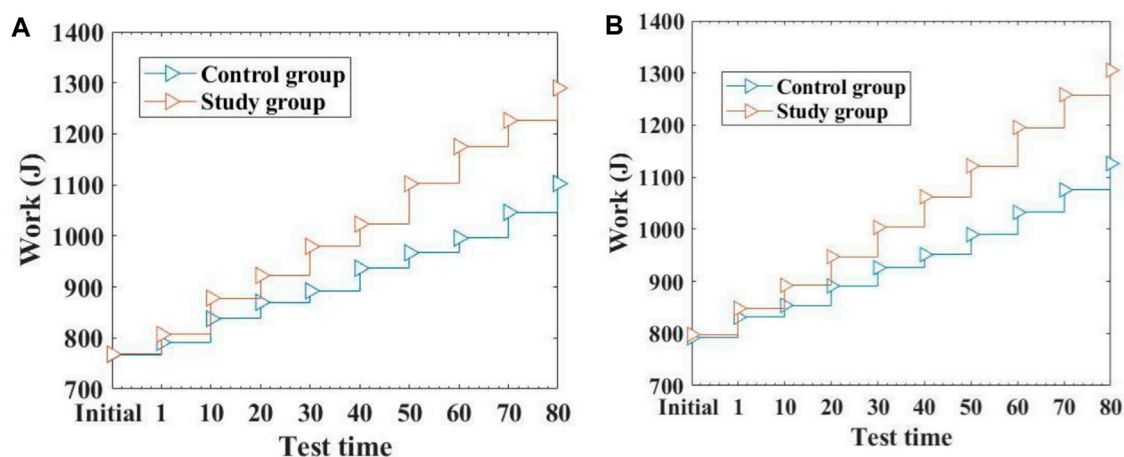 A
1400
1300
1200
1100
1000
900
800
700
Work (J)
Control group
Study group
Initial 1 10 20 30 40 50 60 70 80
Test time
B
1400
1300
1200
1100
1000
900
800
700
Work (J)
Control group
Study group
Initial 1 10 20 30 40 50 60 70 80
Test time